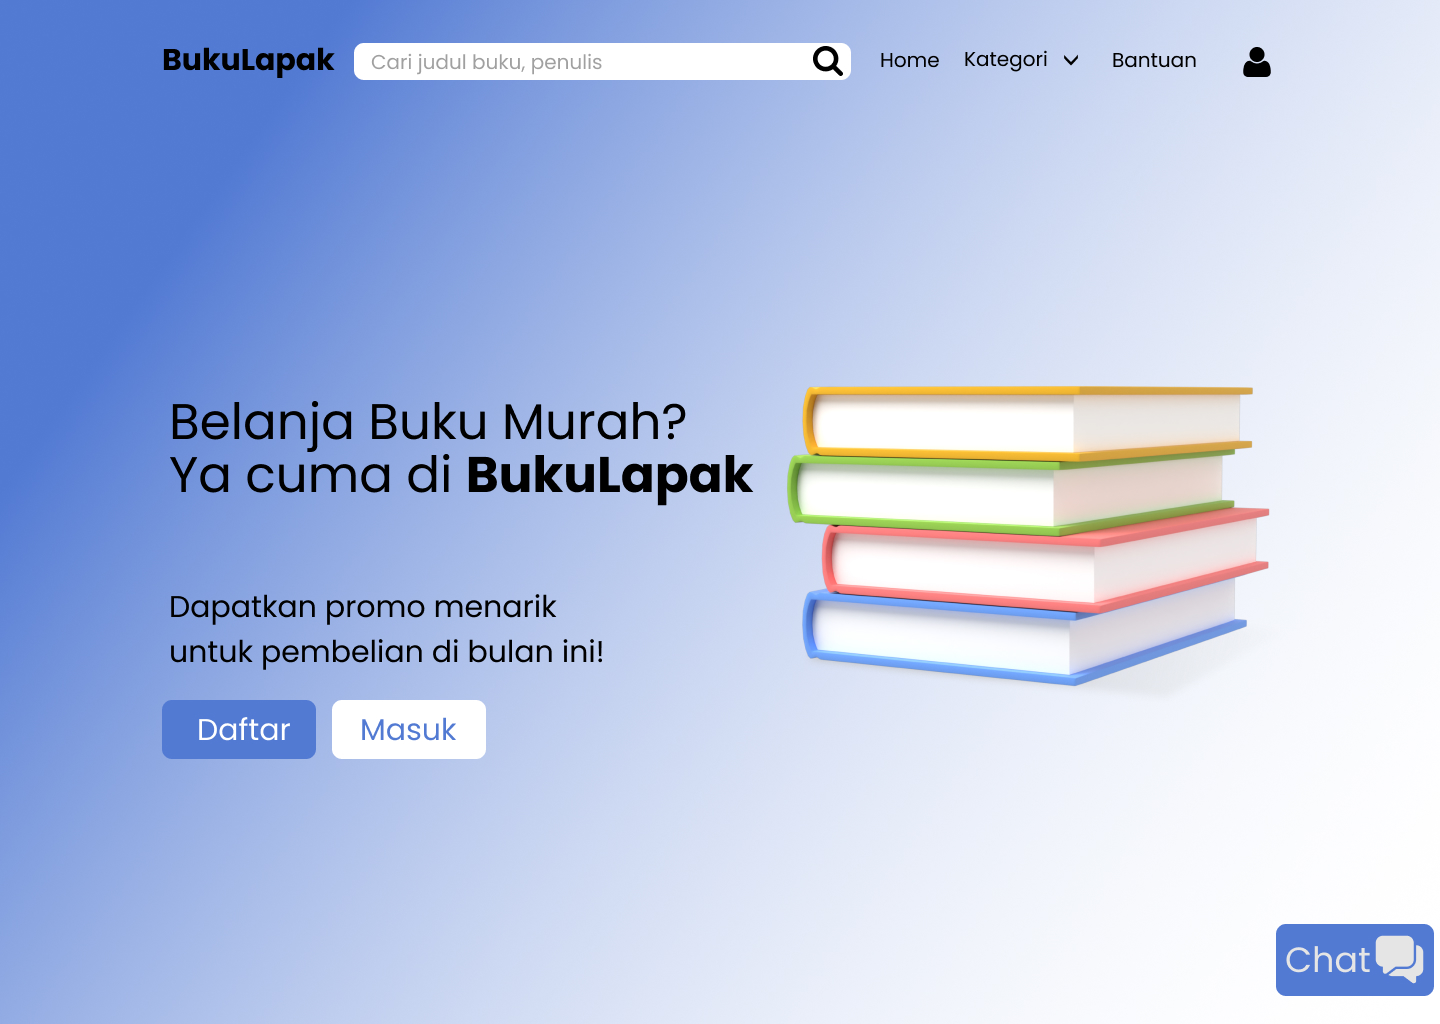 BukuLapak
Cari judul buku, penulis
Home
Kategori
Bantuan
Belanja Buku Murah?
Ya cuma di BukuLapak
Dapatkan promo menarik
untuk pembelian di bulan ini!
Daftar
Masuk
Chat